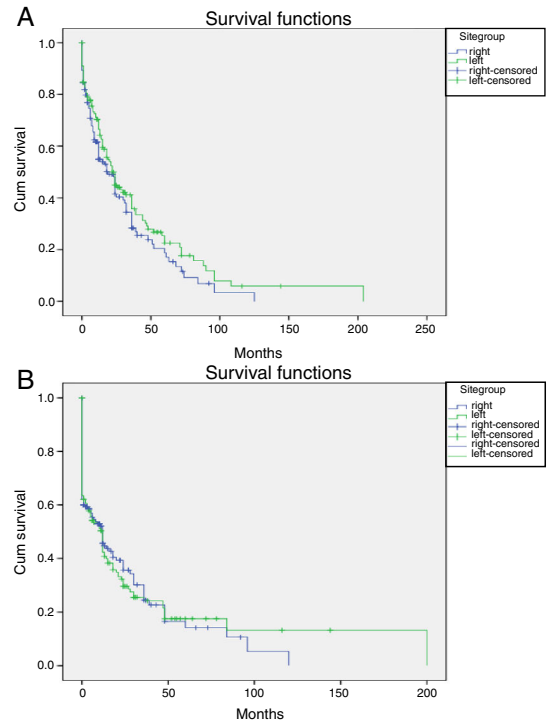 A
Survival functions
Sitegroup
right
left
right-censored
left-censored
Cum survival
1.0
0.8
0.6
0.4
0.2
0.0
0 50 100 150 200 250
Months
B
Survival functions
Sitegroup
right
left
right-censored
left-censored
right-censored
left-censored
Cum survival
1.0
0.8
0.6
0.4
0.2
0.0
0 50 100 150 200
Months